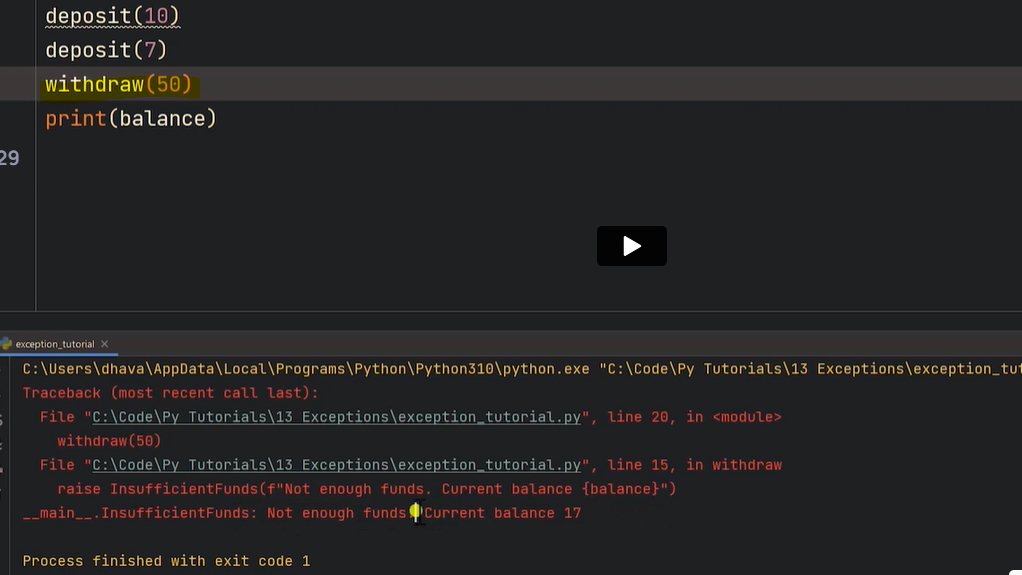 deposit(10)
deposit(7)
withdraw(50)
print(balance)
29
exception_tutorial
C:\Users\dhava\AppData\Local\Programs\Python\Python310\python.exe "C:\Code\Py Tutorials\13 Exceptions\exception_tut
Traceback (most recent call last):
File "C:\Code\Py Tutorials\13 Exceptions\exception_tutorial.py", line 20, in <module>
withdraw(50)
File "C:\Code\Py Tutorials\13 Exceptions\exception_tutorial.py", line 15, in withdraw
raise InsufficientFunds(f"Not enough funds. Current balance {balance}")
__main__.InsufficientFunds: Not enough funds. Current balance 17
Process finished with exit code 1